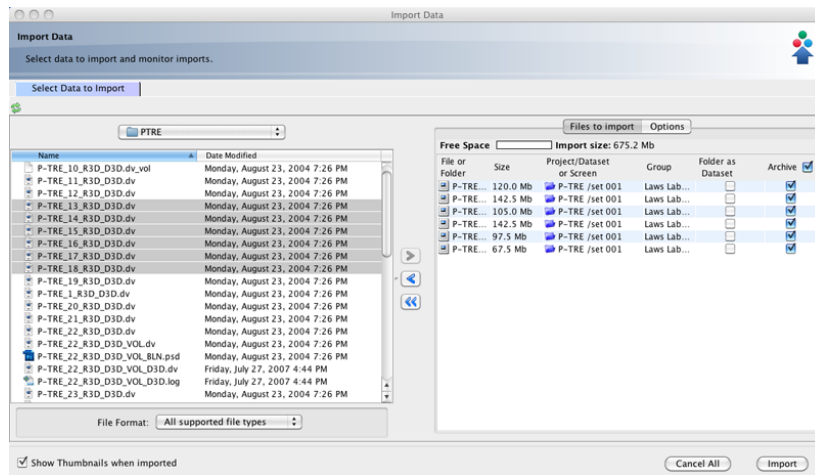 Import Data
Import Data
Select data to import and monitor imports.
Select Data to Import
PTRE
Name Date Modified
P-TRE_10_R3D_D3D.dv_vol Monday, August 23, 2004 7:26 PM
P-TRE_11_R3D_D3D.dv Monday, August 23, 2004 7:26 PM
P-TRE_12_R3D_D3D.dv Monday, August 23, 2004 7:26 PM
P-TRE_13_R3D_D3D.dv Monday, August 23, 2004 7:26 PM
P-TRE_14_R3D_D3D.dv Monday, August 23, 2004 7:26 PM
P-TRE_15_R3D_D3D.dv Monday, August 23, 2004 7:26 PM
P-TRE_16_R3D_D3D.dv Monday, August 23, 2004 7:26 PM
P-TRE_17_R3D_D3D.dv Monday, August 23, 2004 7:26 PM
P-TRE_18_R3D_D3D.dv Monday, August 23, 2004 7:26 PM
P-TRE_19_R3D_D3D.dv Monday, August 23, 2004 7:26 PM
P-TRE_1_R3D_D3D.dv Monday, August 23, 2004 7:26 PM
P-TRE_20_R3D_D3D.dv Monday, August 23, 2004 7:26 PM
P-TRE_21_R3D_D3D.dv Monday, August 23, 2004 7:26 PM
P-TRE_22_R3D_D3D.dv Monday, August 23, 2004 7:26 PM
P-TRE_22_R3D_D3D_VOL.dv Monday, August 23, 2004 7:26 PM
P-TRE_22_R3D_D3D_VOL_BLN.psd Monday, August 23, 2004 7:26 PM
P-TRE_22_R3D_D3D_VOL_D3D.dv Friday, July 27, 2007 4:44 PM
P-TRE_22_R3D_D3D_VOL_D3D.log Friday, July 27, 2007 4:44 PM
P-TRE_23_R3D_D3D.dv Monday, August 23, 2004 7:26 PM
File Format: All supported file types
Files to import Options
Free Space Import size: 675.2 Mb
File or Folder Size Project/Dataset or Screen Group Folder as Dataset Archive
P-TRE... 120.0 Mb P-TRE /set 001 Laws Lab...
P-TRE... 142.5 Mb P-TRE /set 001 Laws Lab...
P-TRE... 105.0 Mb P-TRE /set 001 Laws Lab...
P-TRE... 142.5 Mb P-TRE /set 001 Laws Lab...
P-TRE... 97.5 Mb P-TRE /set 001 Laws Lab...
P-TRE... 67.5 Mb P-TRE /set 001 Laws Lab...
Show Thumbnails when imported
Cancel All Import